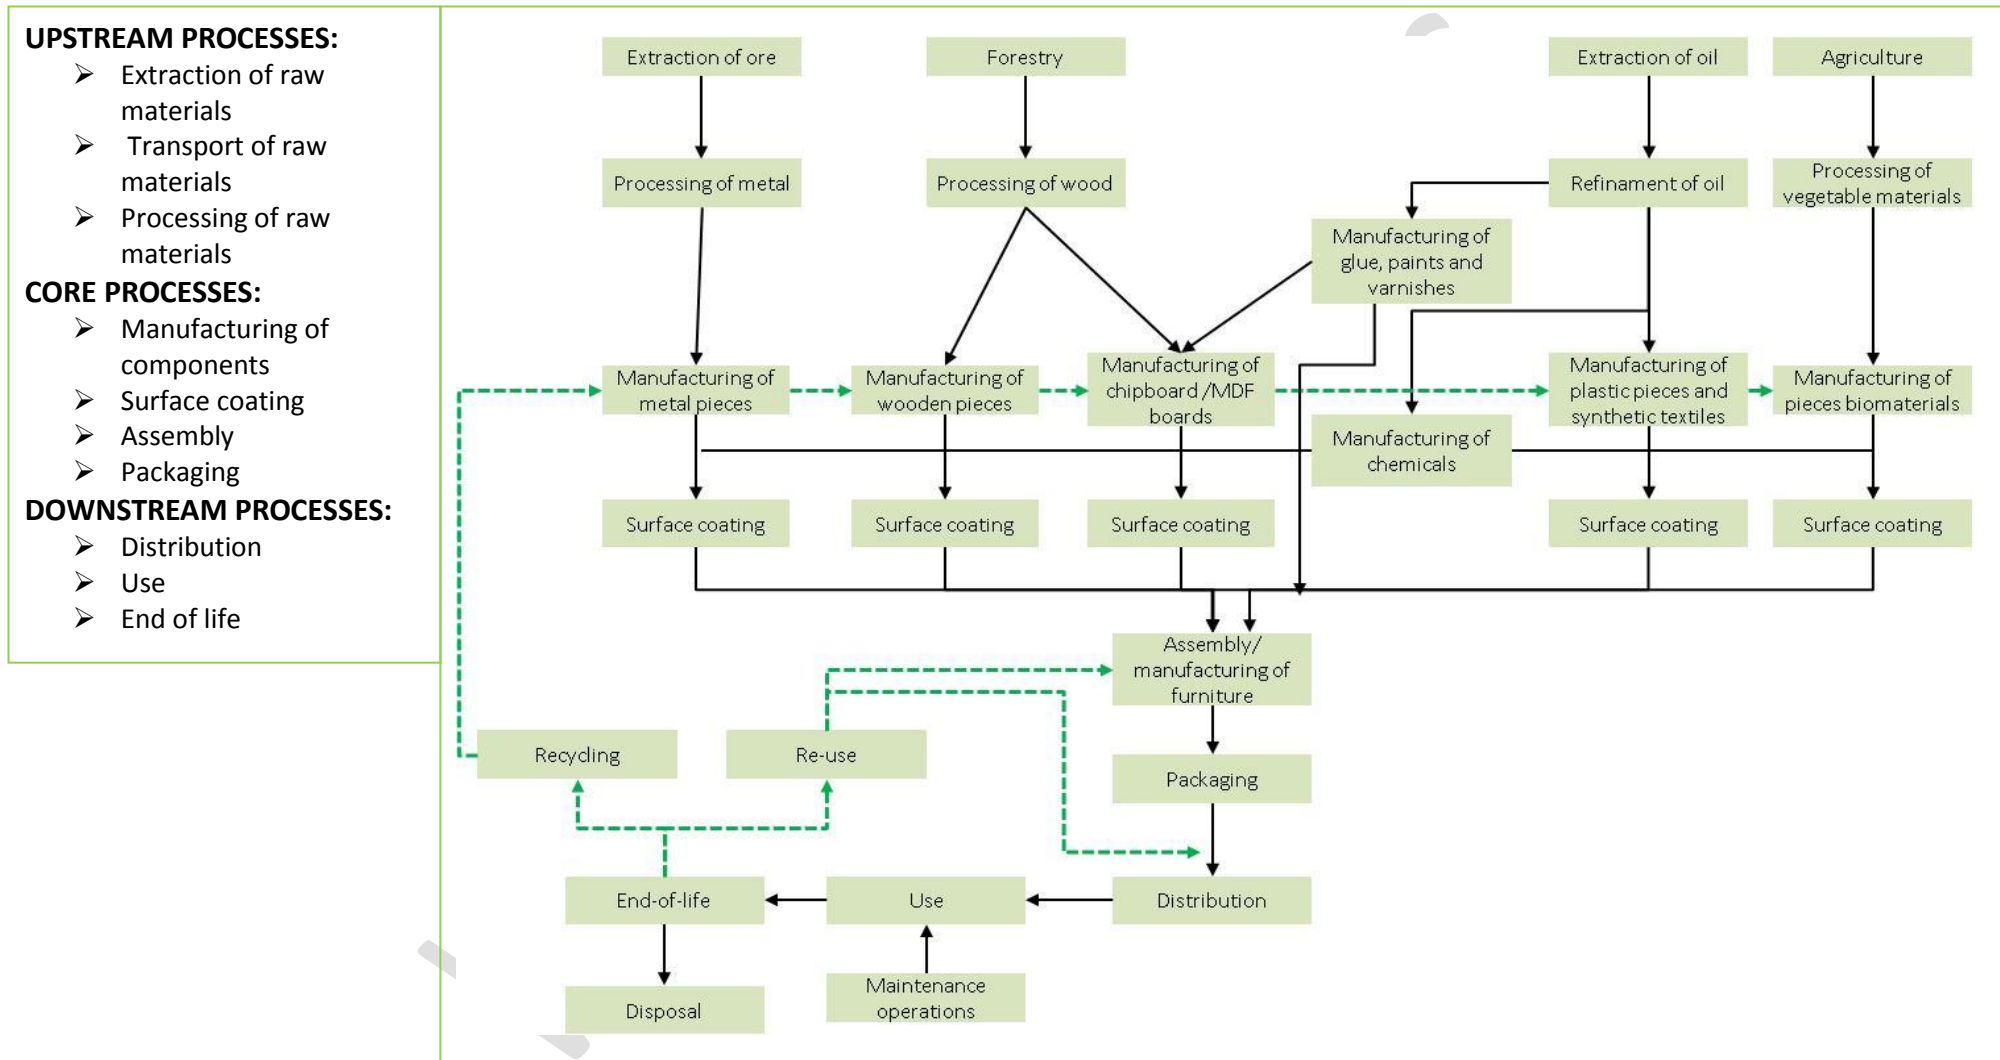 UPSTREAM PROCESSES:
➢ Extraction of raw
materials
➢ Transport of raw
materials
➢ Processing of raw
materials
CORE PROCESSES:
➢ Manufacturing of
components
➢ Surface coating
➢ Assembly
➢ Packaging
DOWNSTREAM PROCESSES:
➢ Distribution
➢ Use
➢ End of life
Extraction of ore
Forestry
Extraction of oil
Agriculture
Processing of metal
Processing of wood
Refinament of oil
Processing of
vegetable materials
Manufacturing of
glue, paints and
varnishes
Manufacturing of
metal pieces
Manufacturing of
wooden pieces
Manufacturing of
chipboard /MDF
boards
Manufacturing of
plastic pieces and
synthetic textiles
Manufacturing of
pieces biomaterials
Manufacturing of
chemicals
Surface coating
Surface coating
Surface coating
Surface coating
Surface coating
Assembly/
manufacturing of
furniture
Recycling
Re-use
Packaging
End-of-life
Use
Distribution
Disposal
Maintenance
operations